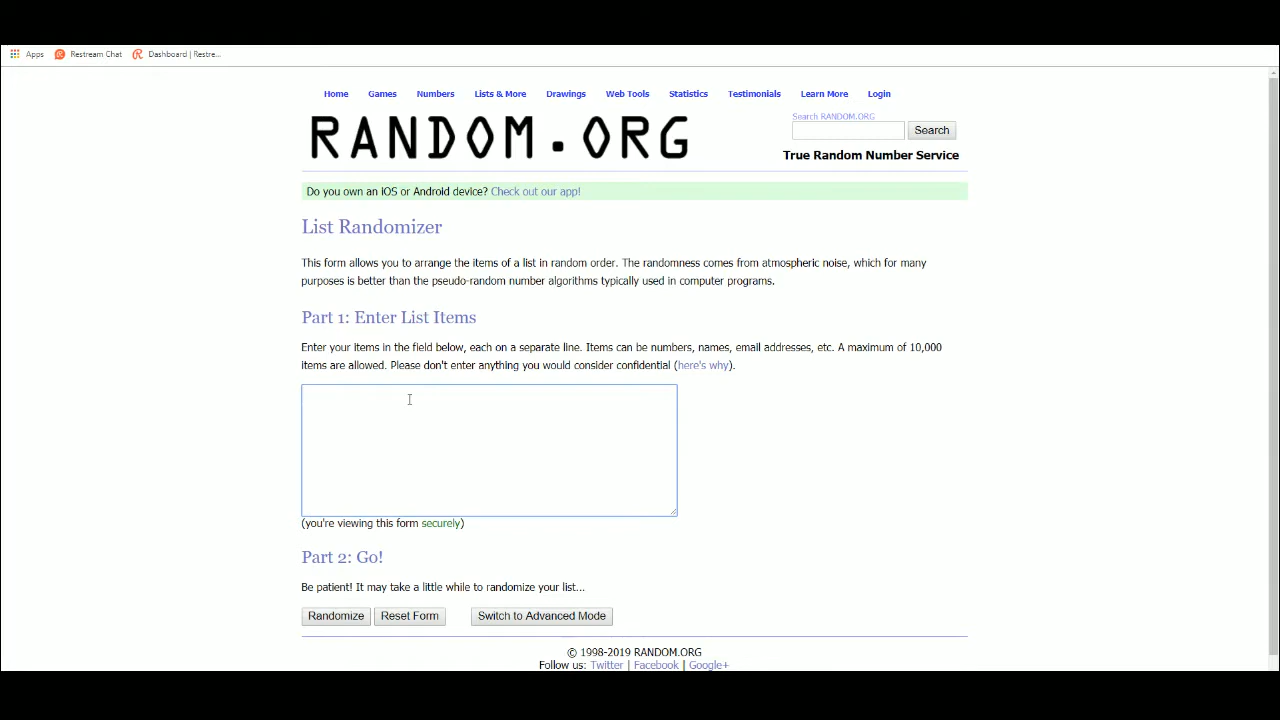 Apps Restream Chat Dashboard | Restre...
Home Games Numbers Lists & More Drawings Web Tools Statistics Testimonials Learn More Login
RANDOM.ORG
Search RANDOM.ORG
Search
True Random Number Service
Do you own an iOS or Android device? Check out our app!
List Randomizer
This form allows you to arrange the items of a list in random order. The randomness comes from atmospheric noise, which for many
purposes is better than the pseudo-random number algorithms typically used in computer programs.
Part 1: Enter List Items
Enter your items in the field below, each on a separate line. Items can be numbers, names, email addresses, etc. A maximum of 10,000
items are allowed. Please don't enter anything you would consider confidential (here's why).
(you're viewing this form securely)
Part 2: Go!
Be patient! It may take a little while to randomize your list...
Randomize Reset Form Switch to Advanced Mode
© 1998-2019 RANDOM.ORG
Follow us: Twitter | Facebook | Google+